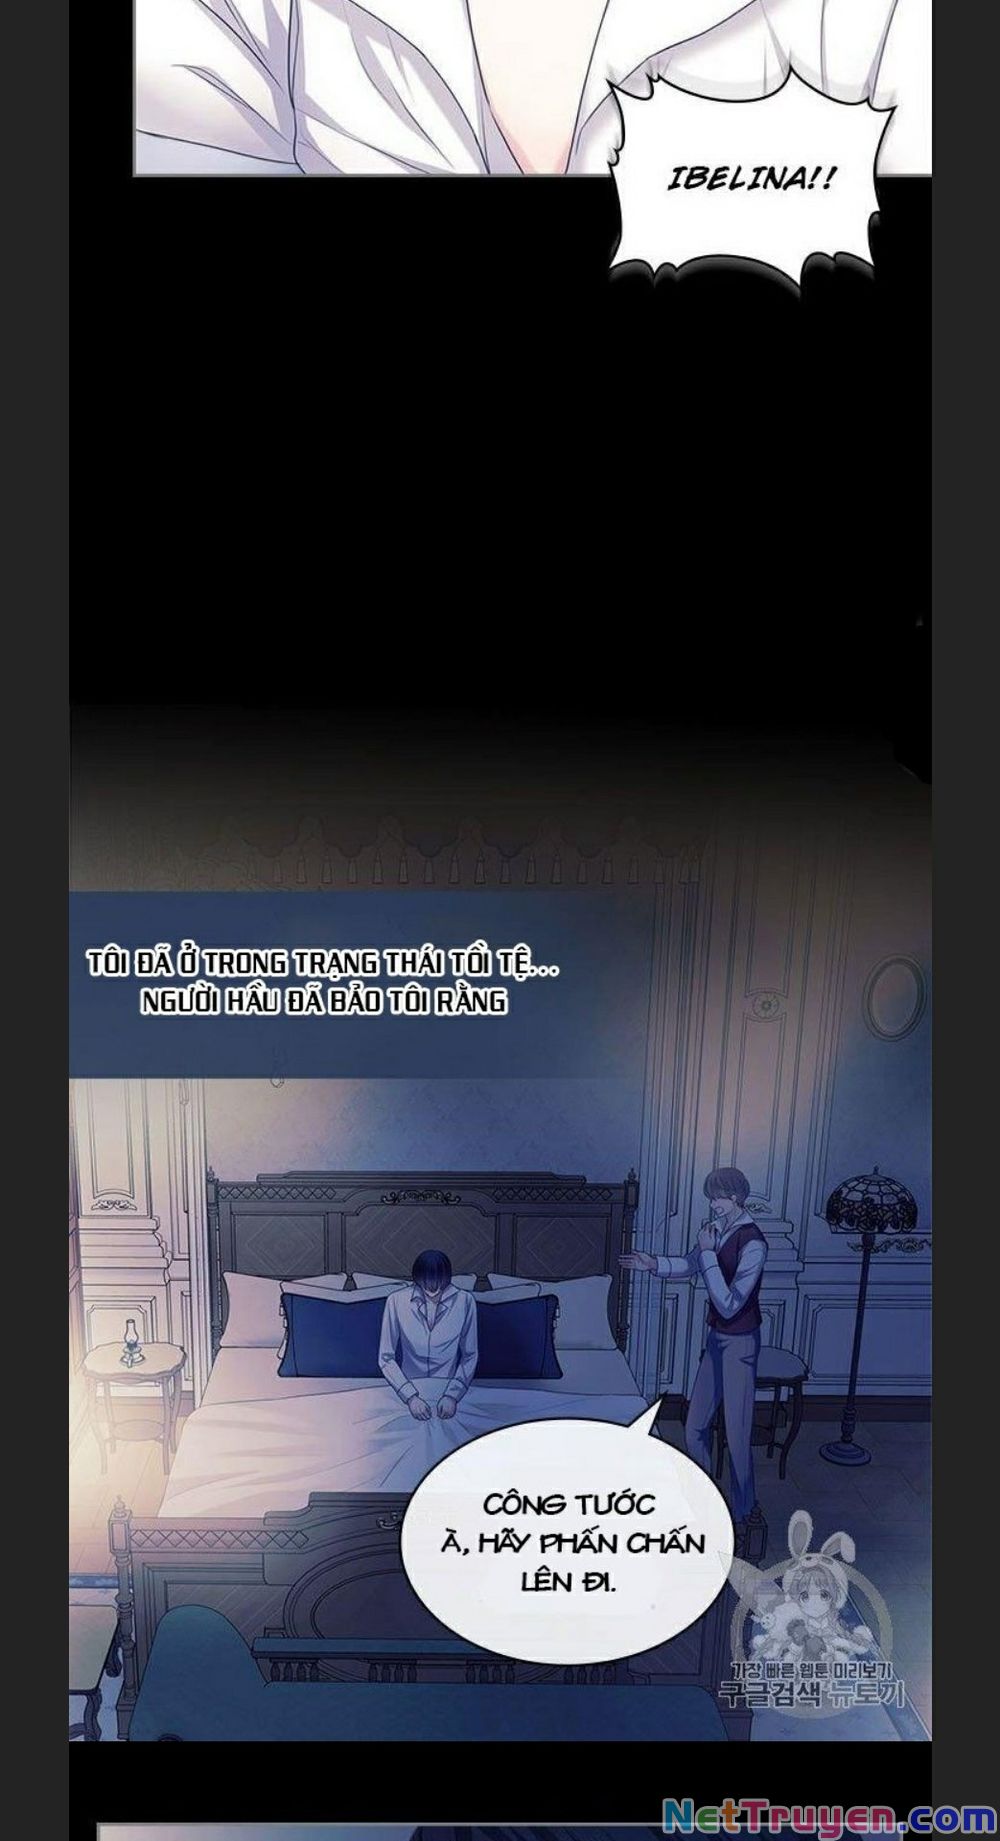 IBELINA!!
TÔI ĐÃ Ở TRONG TRẠNG THÁI TỒI TỆ...
NGƯỜI HẦU ĐÃ BẢO TÔI RẰNG
CÔNG TƯỚC
À, HÃY PHẤN CHẤN
LÊN ĐI.
가장 빠른 웹툰 미리보기
구글검색 뉴토끼
NetTruyen.com